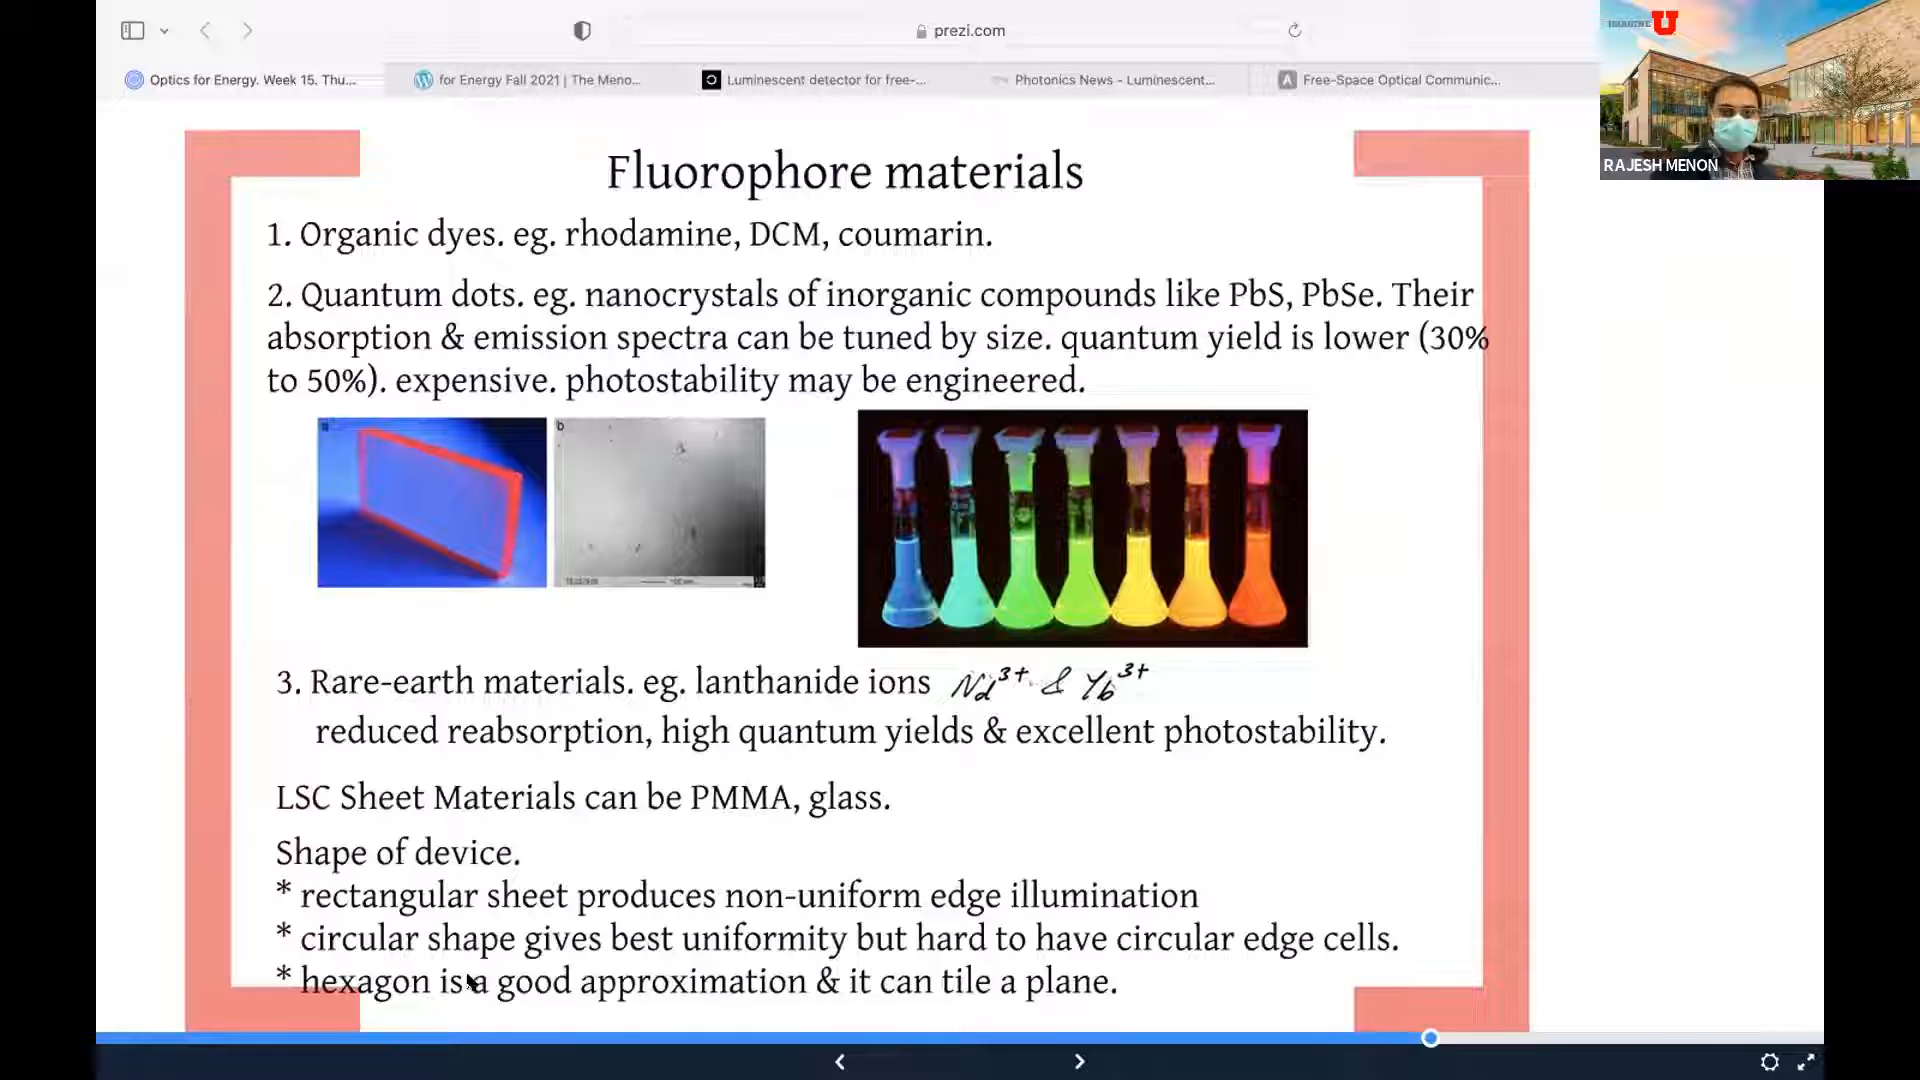 prezi.com
IMAGINE U
Optics for Energy. Week 15. Thu...
for Energy Fall 2021 | The Meno...
Luminescent detector for free-...
Photonics News - Luminescent...
Free-Space Optical Communic...
RAJESH MENON
Fluorophore materials
1. Organic dyes. eg. rhodamine, DCM, coumarin.
2. Quantum dots. eg. nanocrystals of inorganic compounds like PbS, PbSe. Their
absorption & emission spectra can be tuned by size. quantum yield is lower (30%
to 50%). expensive. photostability may be engineered.
a
b
3. Rare-earth materials. eg. lanthanide ions Nd³⁺ & Yb³⁺
reduced reabsorption, high quantum yields & excellent photostability.
LSC Sheet Materials can be PMMA, glass.
Shape of device.
* rectangular sheet produces non-uniform edge illumination
* circular shape gives best uniformity but hard to have circular edge cells.
* hexagon is a good approximation & it can tile a plane.